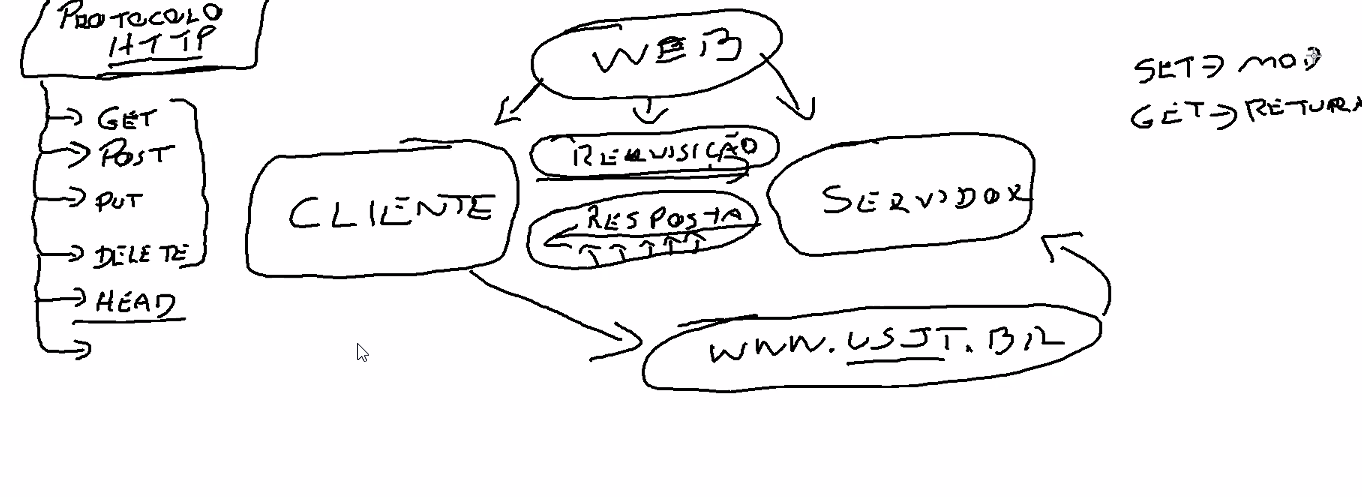 PROTOCOLO
HTTP
GET
POST
PUT
DELETE
HEAD
WEB
REQUISIÇÃO
RESPOSTA
CLIENTE
SERVIDOR
WWW.USJT.BR
SET → MOD
GET → RETURN